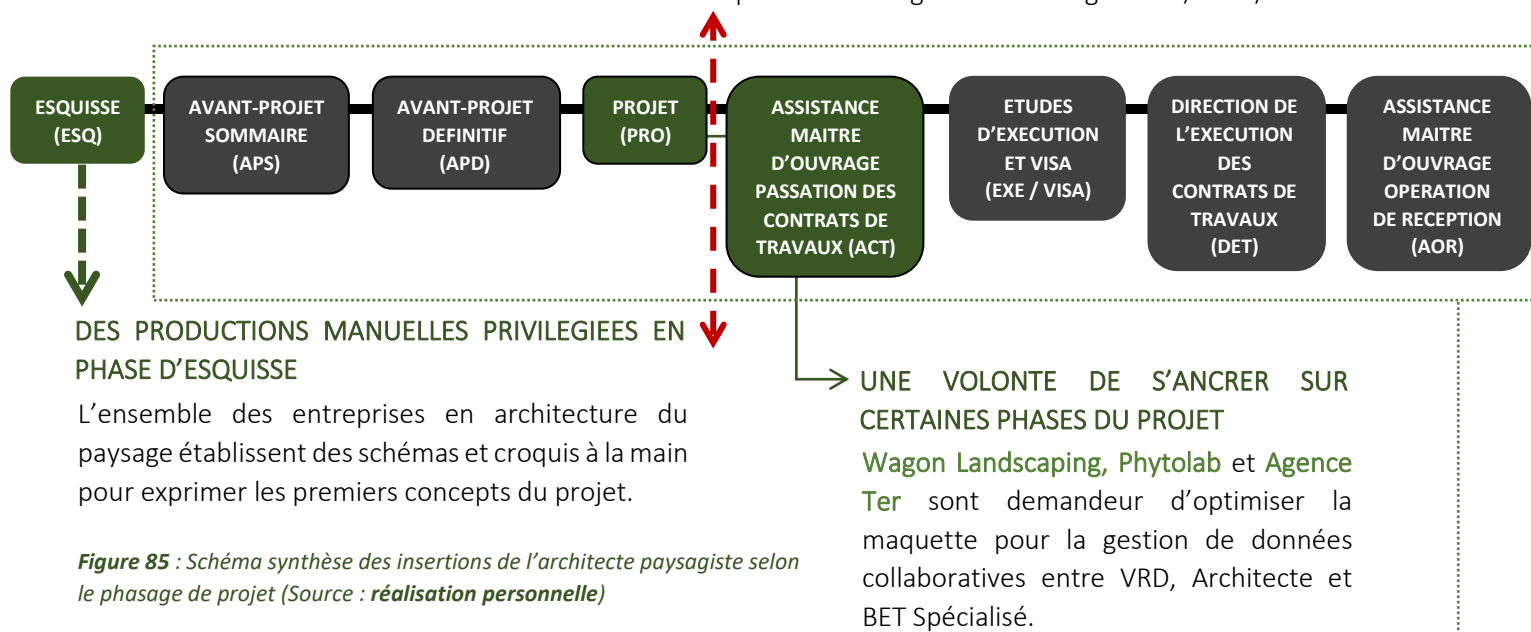 ESQUISSE
(ESQ)
AVANT-PROJET
SOMMAIRE
(APS)
AVANT-PROJET
DEFINITIF
(APD)
PROJET
(PRO)
ASSISTANCE
MAITRE
D’OUVRAGE
PASSATION DES
CONTRATS DE
TRAVAUX (ACT)
ETUDES
D’EXECUTION
ET VISA
(EXE / VISA)
DIRECTION DE
L’EXECUTION
DES
CONTRATS DE
TRAVAUX
(DET)
ASSISTANCE
MAITRE
D’OUVRAGE
OPERATION
DE RECEPTION
(AOR)
DES PRODUCTIONS MANUELLES PRIVILEGIEES EN
PHASE D’ESQUISSE
L’ensemble des entreprises en architecture du
paysage établissent des schémas et croquis à la main
pour exprimer les premiers concepts du projet.
Figure 85 : Schéma synthèse des insertions de l’architecte paysagiste selon
le phasage de projet (Source : réalisation personnelle)
UNE VOLONTE DE S’ANCRER SUR
CERTAINES PHASES DU PROJET
Wagon Landscaping, Phytolab et Agence
Ter sont demandeur d’optimiser la
maquette pour la gestion de données
collaboratives entre VRD, Architecte et
BET Spécialisé.